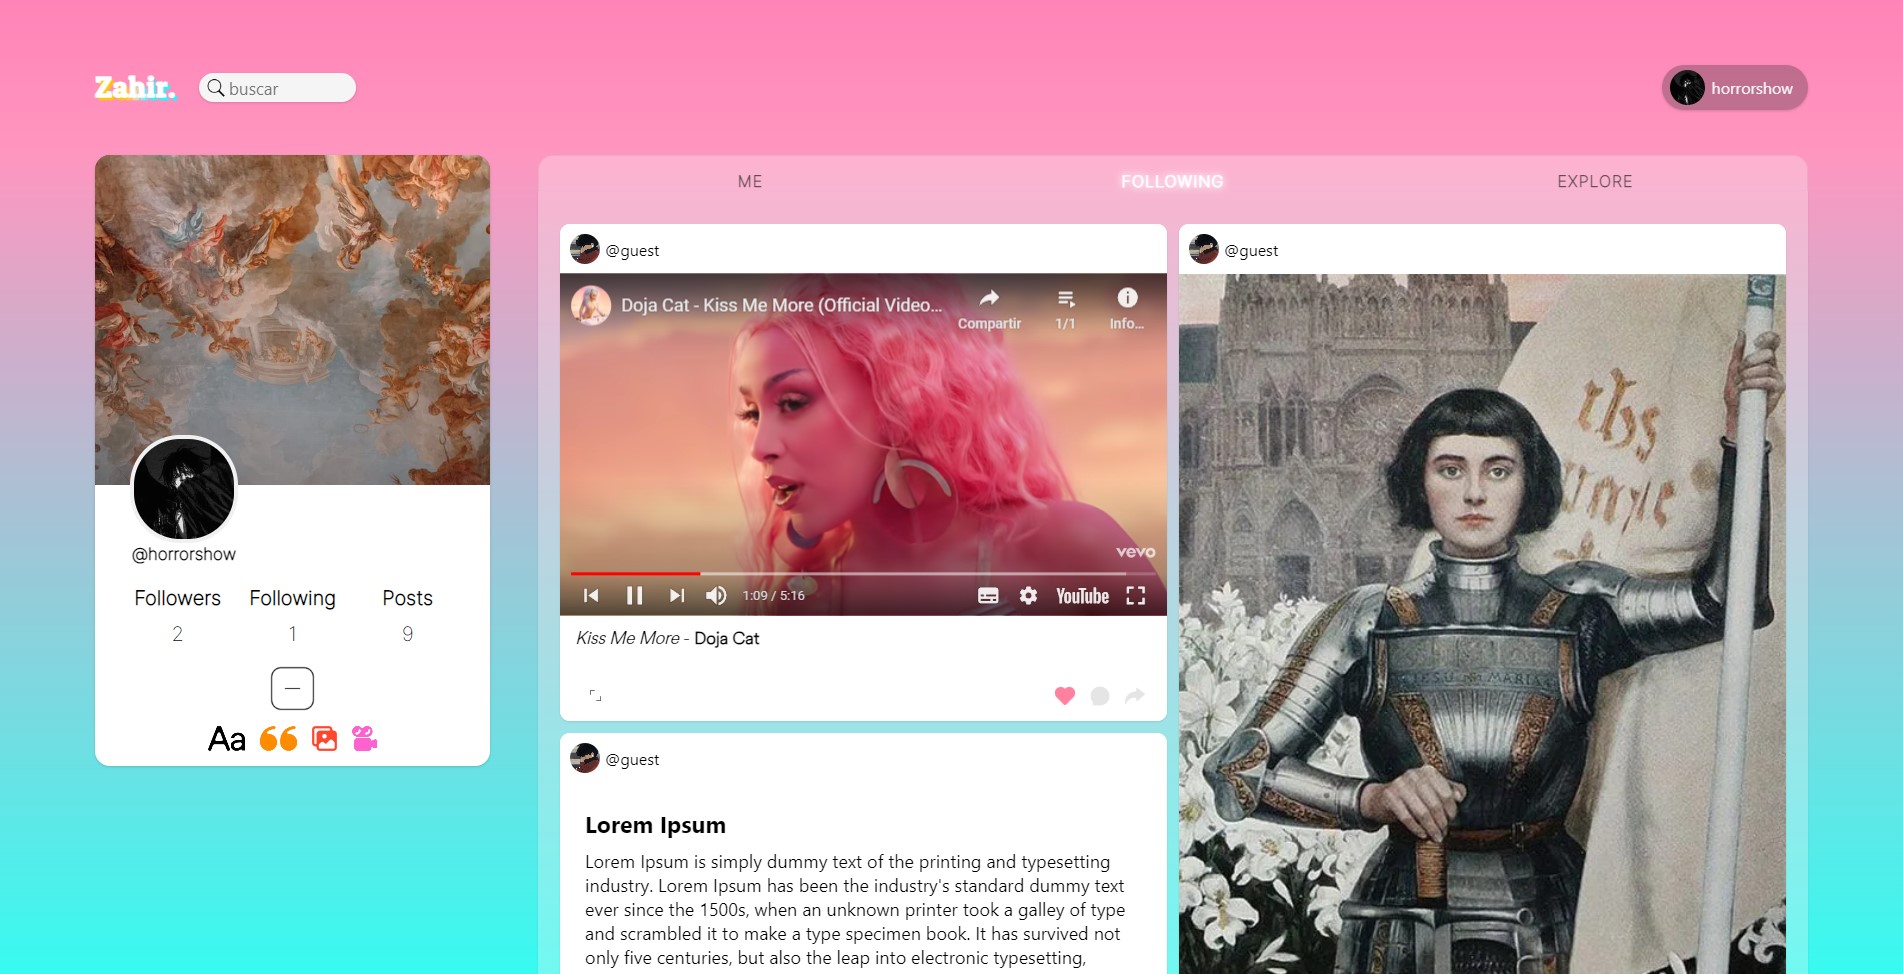 Zahir.
buscar
horrorshow
ME
FOLLOWING
EXPLORE
@horrorshow
Followers
Following
Posts
2
1
9
Aa
@guest
Doja Cat - Kiss Me More (Official Video...
Compartir
1/1
Info...
vevo
1:09 / 5:16
YouTube
Kiss Me More - Doja Cat
@guest
Lorem Ipsum
Lorem Ipsum is simply dummy text of the printing and typesetting
industry. Lorem Ipsum has been the industry's standard dummy text
ever since the 1500s, when an unknown printer took a galley of type
and scrambled it to make a type specimen book. It has survived not
only five centuries, but also the leap into electronic typesetting,
@guest